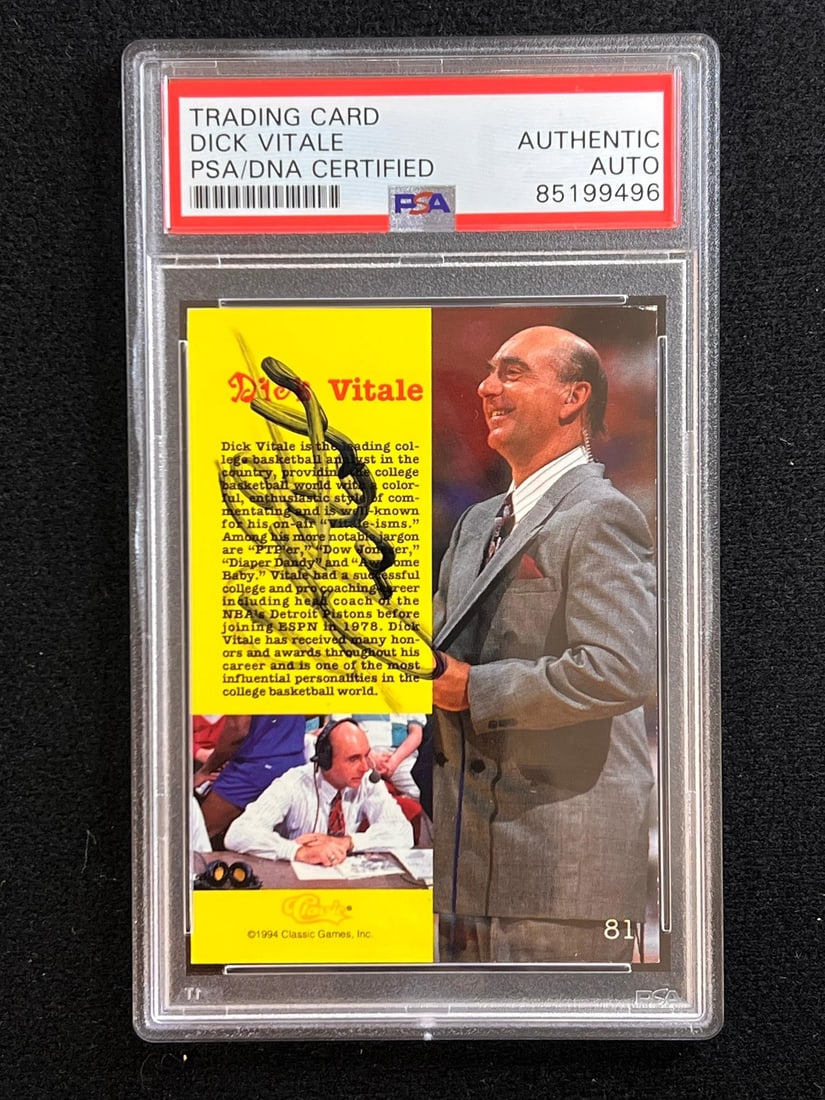 TRADING CARD
DICK VITALE
PSA/DNA CERTIFIED
AUTHENTIC
AUTO
85199496
PSA
Dick Vitale
Dick Vitale is the leading col-
lege basketball analyst in the
country, providing the college
basketball world with a color-
ful, enthusiastic style of com-
mentating and is well-known
for his on-air "Vitale-isms."
Among his more notable jargon
are "PTP'er," "Dow Joneser,"
"Diaper Dandy" and "Awesome
Baby." Vitale had a successful
college and pro coaching career
including head coach of the
NBA's Detroit Pistons before
joining ESPN in 1978. Dick
Vitale has received many hon-
ors and awards throughout his
career and is one of the most
influential personalities in the
college basketball world.
Classic®
©1994 Classic Games, Inc.
81
PSA